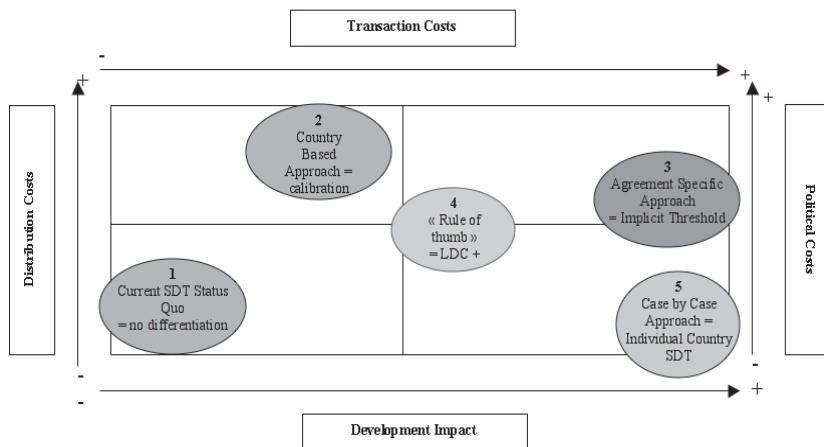 Transaction Costs
-
+
+
+
Distribution Costs
2
Country
Based
Approach =
calibration
3
Agreement Specific
Approach
= Implicit Threshold
4
« Rule of
thumb »
= LDC +
1
Current SDT Status
Quo
= no differentiation
5
Case by Case
Approach =
Individual Country
SDT
Political Costs
-
-
-
+
Development Impact